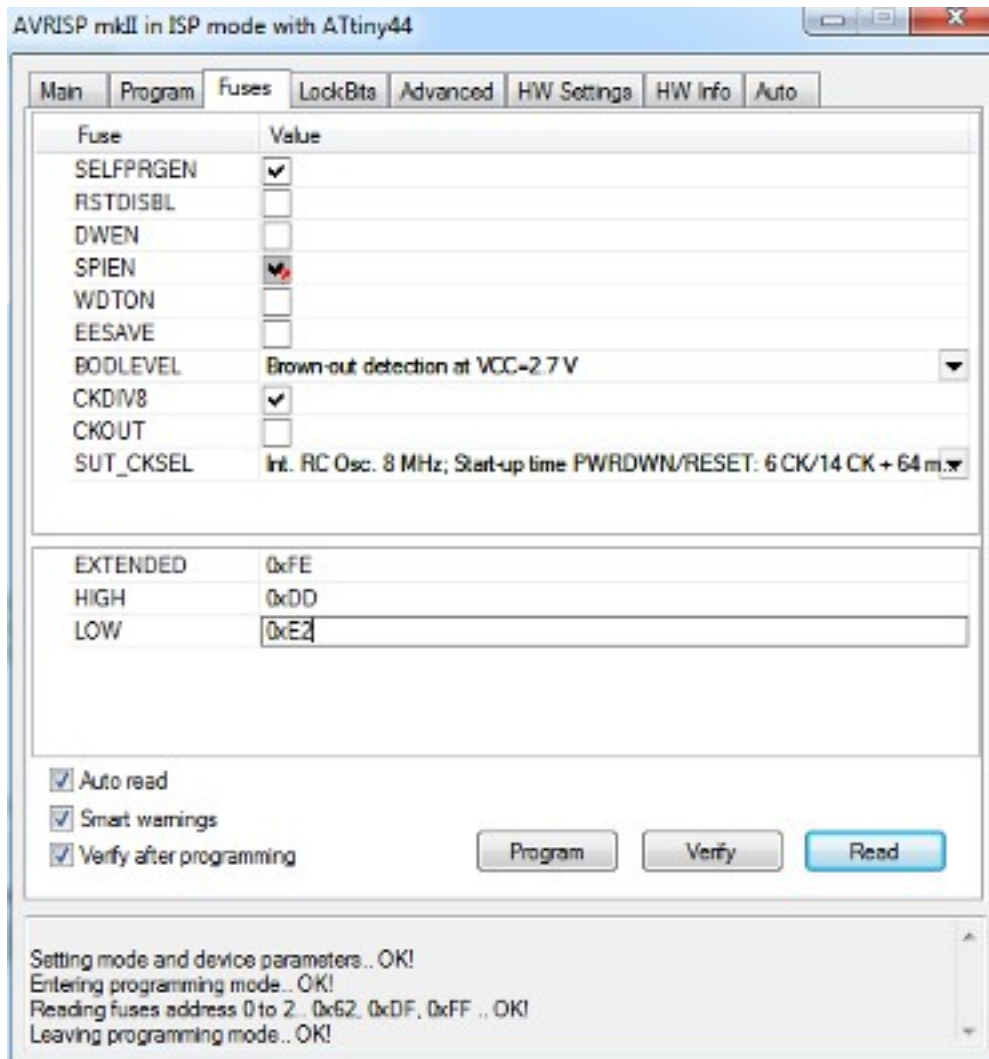 AVRISP mkII in ISP mode with ATtiny44
Main Program Fuses LockBits Advanced HW Settings HW Info Auto
Fuse Value
SELFPRGEN
RSTDISBL
DWEN
SPIEN
WDTON
EESAVE
BODLEVEL Brown-out detection at VCC=2.7 V
CKDIV8
CKOUT
SUT_CKSEL Int. RC Osc. 8 MHz; Start-up time PWRDWN/RESET: 6 CK/14 CK + 64 m...
EXTENDED 0xFE
HIGH 0xDD
LOW 0xE2
Auto read
Smart warnings
Verify after programming
Program Verify Read
Setting mode and device parameters.. OK!
Entering programming mode.. OK!
Reading fuses address 0 to 2.. 0x62, 0xDF, 0xFF .. OK!
Leaving programming mode.. OK!